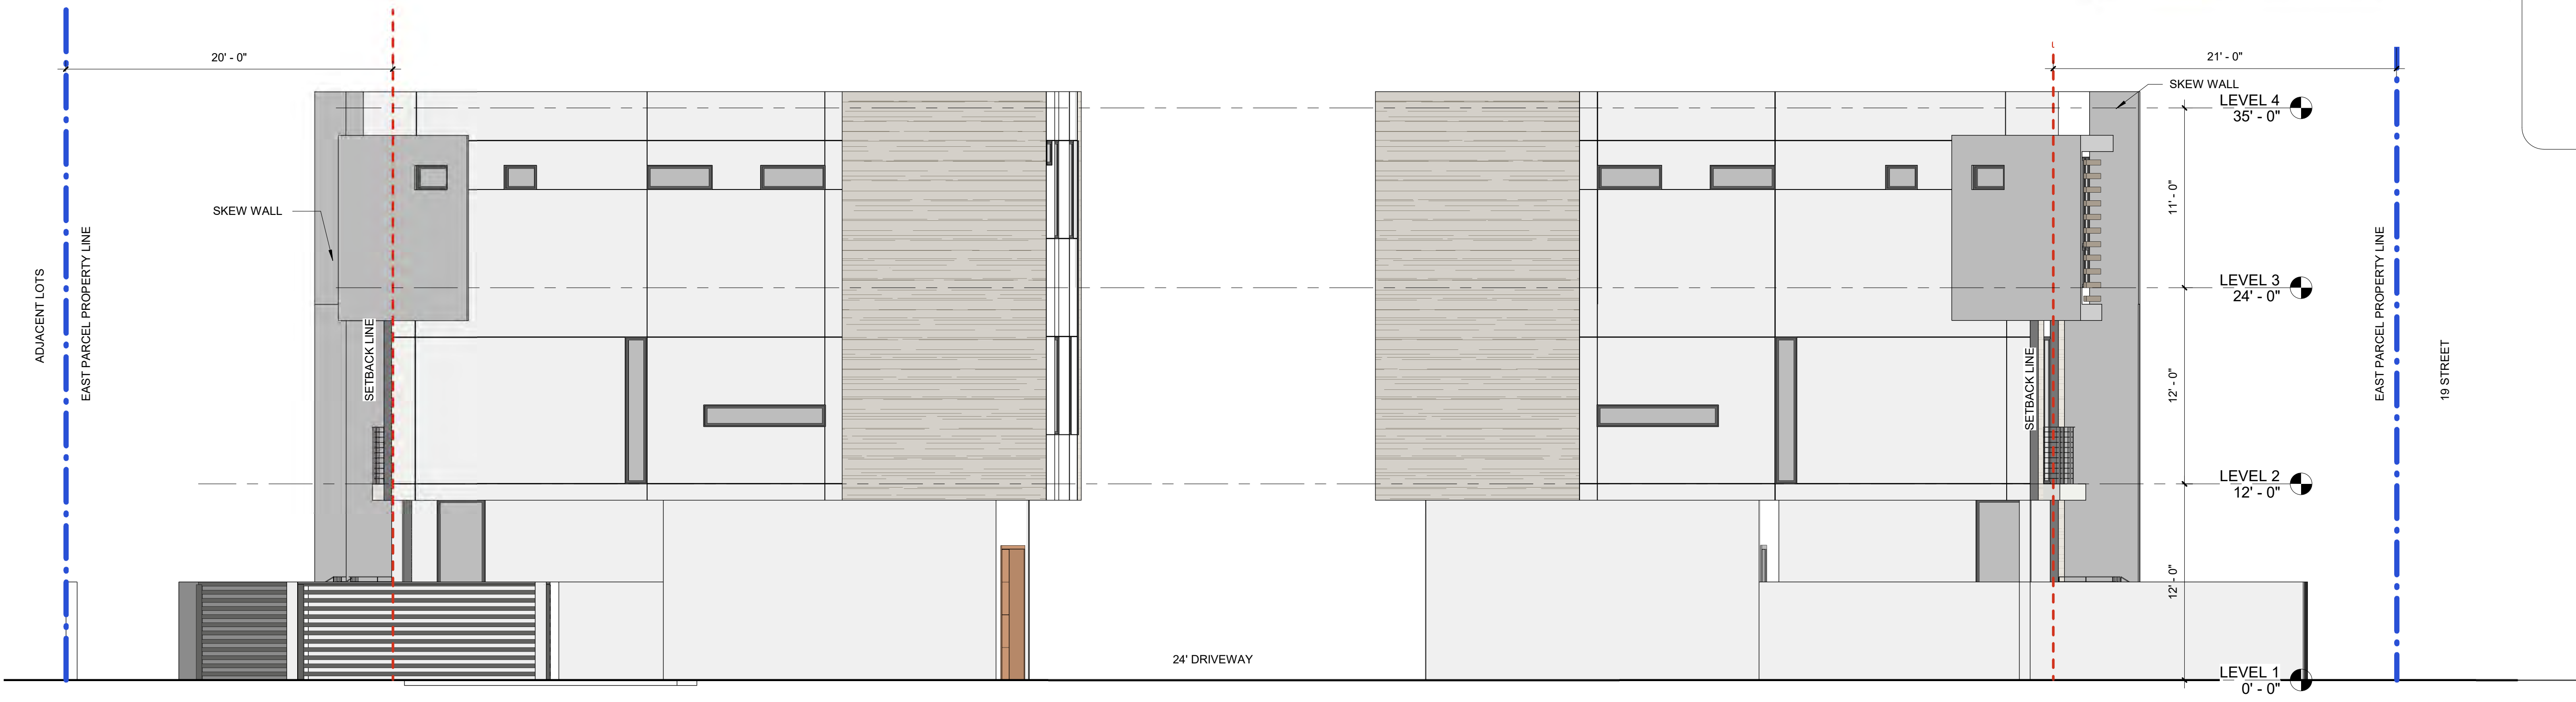 20' - 0"
21' - 0"
SKEW WALL
LEVEL 4
35' - 0"
11' - 0"
SKEW WALL
ADJACENT LOTS
EAST PARCEL PROPERTY LINE
SETBACK LINE
LEVEL 3
24' - 0"
SETBACK LINE
12' - 0"
EAST PARCEL PROPERTY LINE
19 STREET
LEVEL 2
12' - 0"
12' - 0"
24' DRIVEWAY
LEVEL 1
0' - 0"